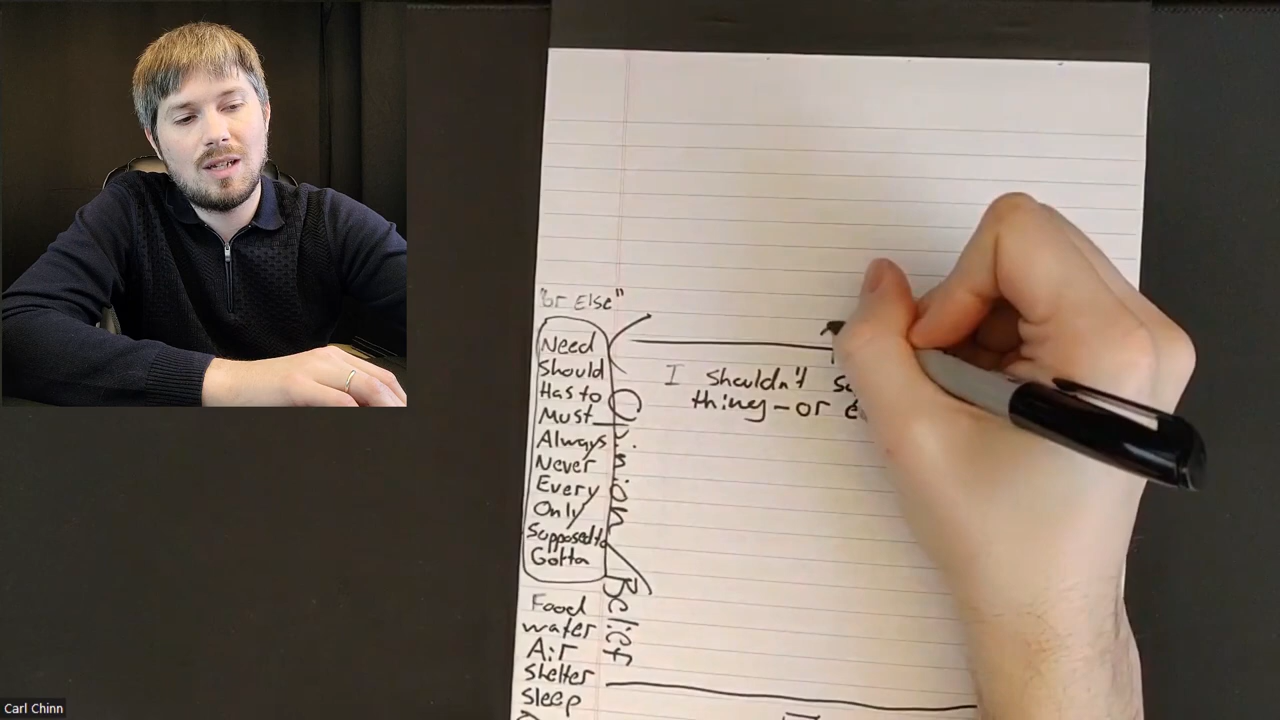 "Or Else"
Need
Should
Has to
Must
Always
Never
Every
Only
Supposed to
Gotta
Food
water
Air
Shelter
Sleep
Belief
I shouldn't
thing - or
Carl Chinn